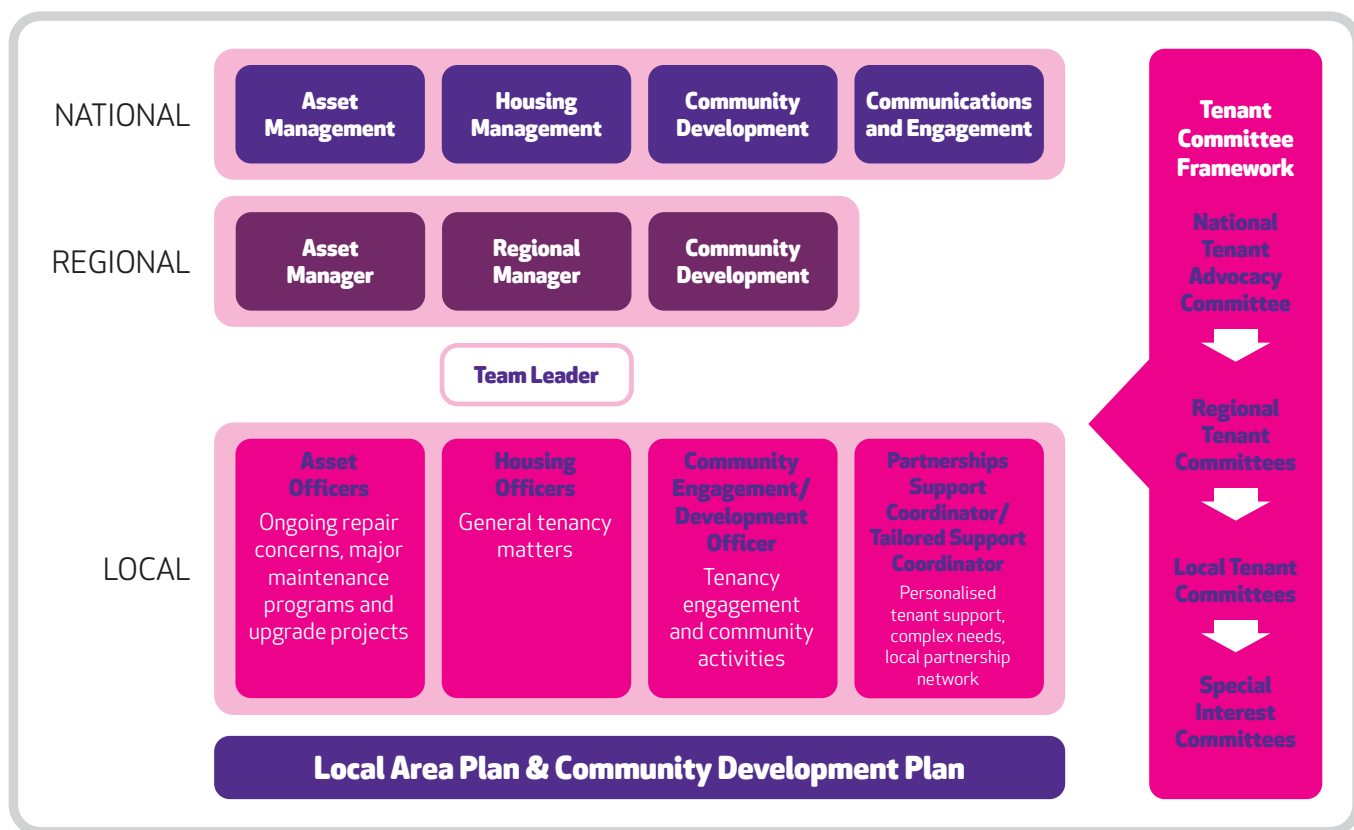 NATIONAL
Asset
Management
Housing
Management
Community
Development
Communications
and Engagement
REGIONAL
Asset
Manager
Regional
Manager
Community
Development
Team Leader
LOCAL
Asset
Officers
Ongoing repair
concerns, major
maintenance
programs and
upgrade projects
Housing
Officers
General tenancy
matters
Community
Engagement/
Development
Officer
Tenancy
engagement
and community
activities
Partnerships
Support
Coordinator/
Tailored Support
Coordinator
Personalised
tenant support,
complex needs,
local partnership
network
Local Area Plan & Community Development Plan
Tenant
Committee
Framework
National
Tenant
Advocacy
Committee
Regional
Tenant
Committees
Local Tenant
Committees
Special
Interest
Committees